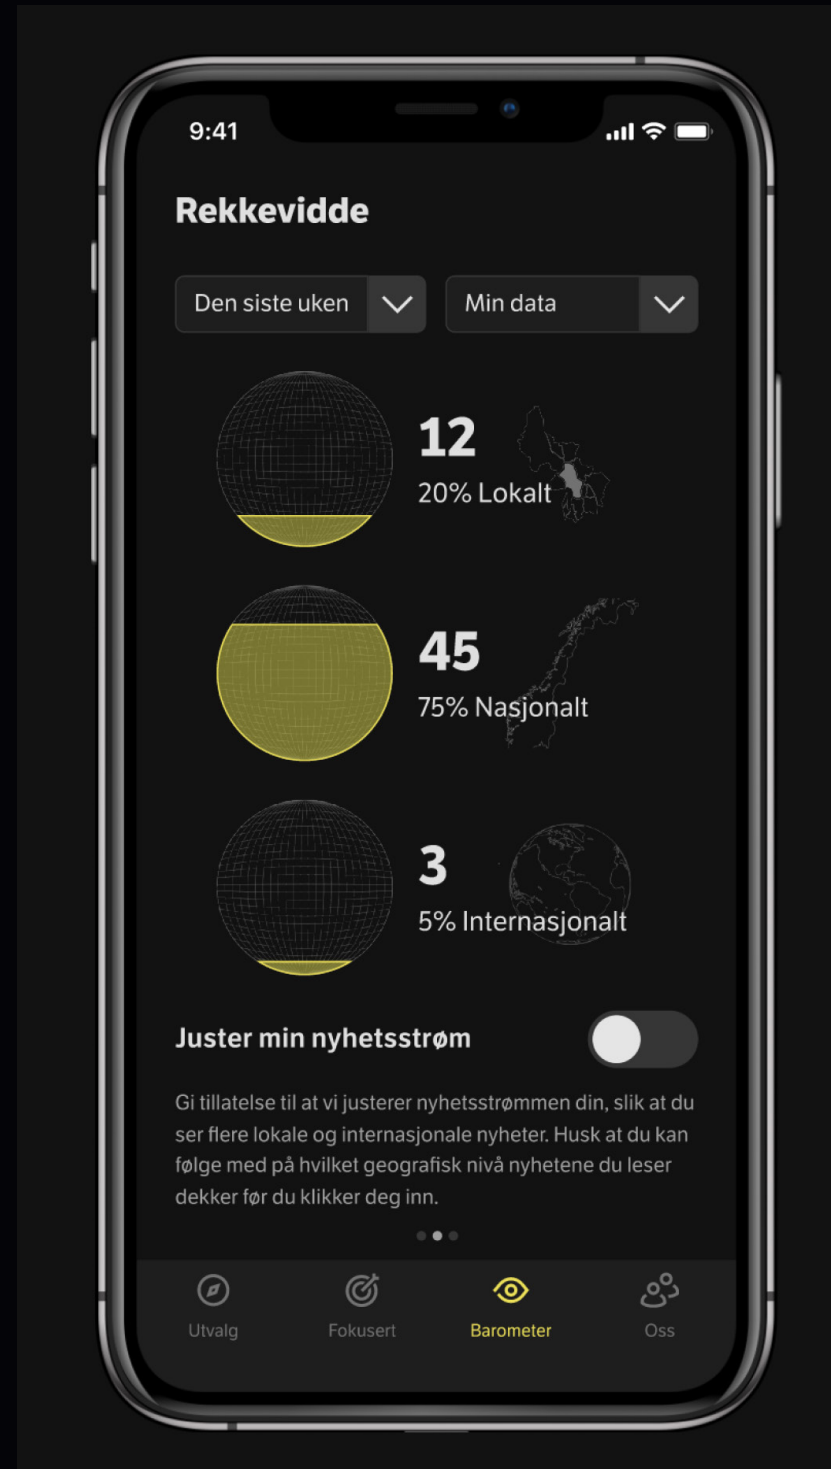 9:41
Rekkevidde
Den siste uken
Min data
12
20% Lokalt
45
75% Nasjonalt
3
5% Internasjonalt
Juster min nyhetsstrøm
Gi tillatelse til at vi justerer nyhetsstrømmen din, slik at du
ser flere lokale og internasjonale nyheter. Husk at du kan
følge med på hvilket geografisk nivå nyhetene du leser
dekker før du klikker deg inn.
Utvalg
Fokusert
Barometer
Oss